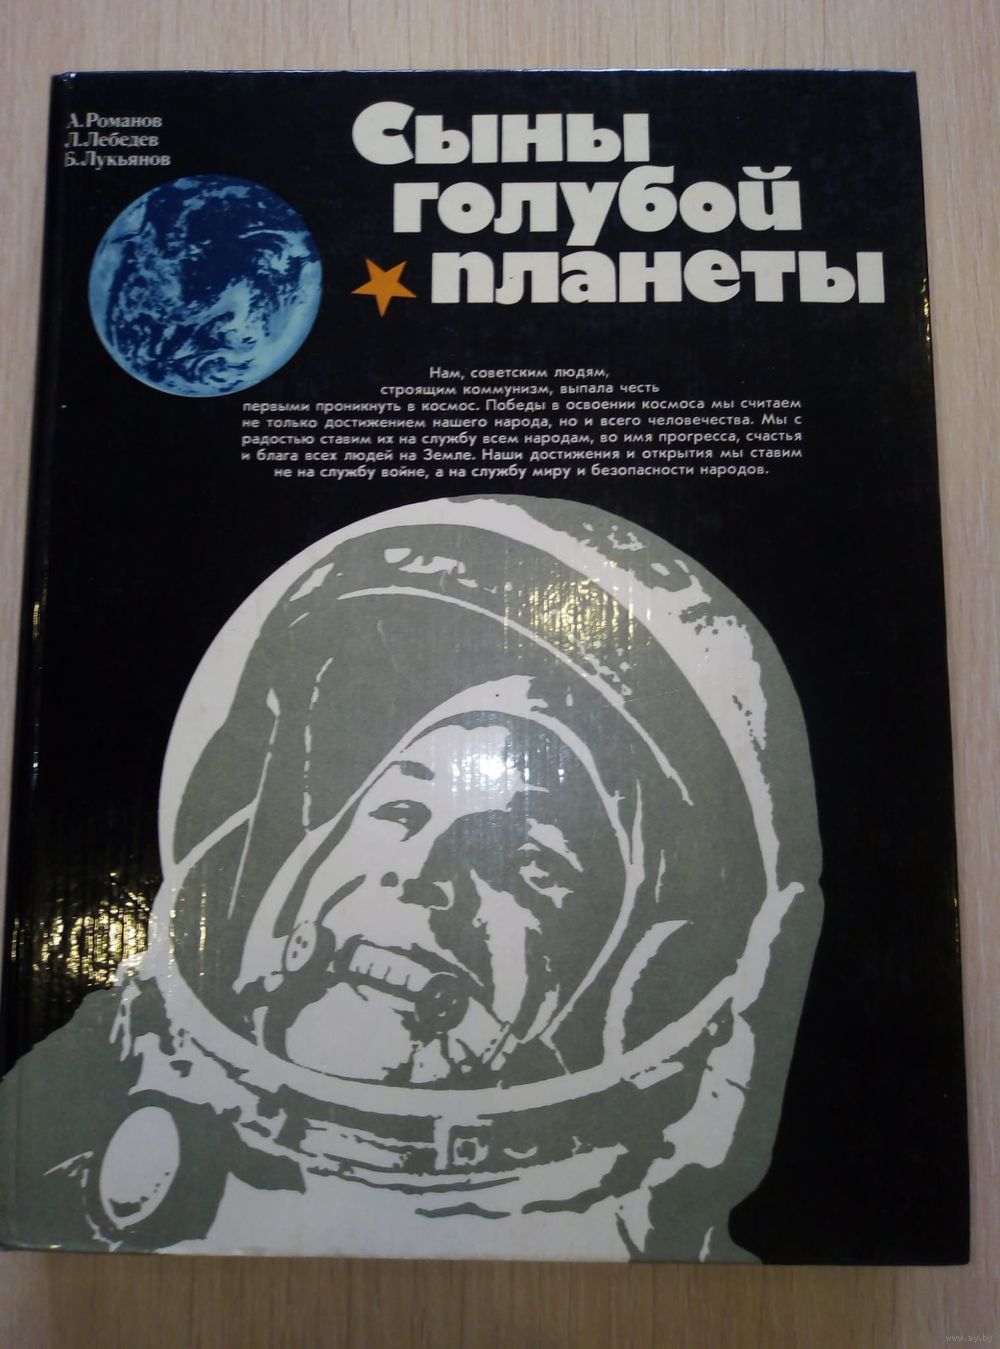 А.Романов
Л.Лебедев
Б.Лукьянов
Сыны
голубой
планеты
Нам, советским людям,
строящим коммунизм, выпала честь
первыми проникнуть в космос. Победы в освоении космоса мы считаем
не только достижением нашего народа, но и всего человечества. Мы с
радостью ставим их на службу всем народам, во имя прогресса, счастья
и блага всех людей на Земле. Наши достижения и открытия мы ставим
не на службу войне, а на службу миру и безопасности народов.
www.ay.by